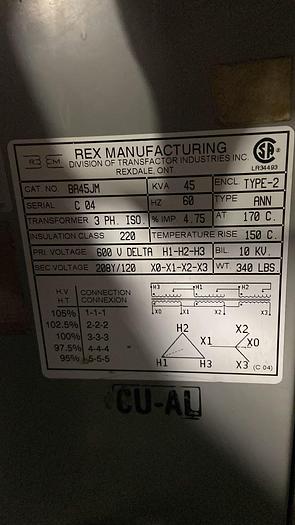 REX MANUFACTURING
DIVISION OF TRANSFACTOR INDUSTRIES INC.
REXDALE, ONT.
LR34493
CAT. NO. BA45JM KVA 45 ENCL. TYPE-2
SERIAL C 04 HZ 60 TYPE ANN
TRANSFORMER 3 PH. ISO. % IMP 4.75 AT 170 C.
INSULATION CLASS 220 TEMPERATURE RISE 150 C.
PRI VOLTAGE 600 V DELTA H1-H2-H3 BIL 10 KV.
SEC VOLTAGE 208Y/120 X0-X1-X2-X3 WT 340 LBS.
H.V. CONNECTION
H.T. CONNEXION
105% 1-1-1
102.5% 2-2-2
100% 3-3-3
97.5% 4-4-4
95% 5-5-5
H3 H2 H1
X0 X1 X2 X3
H2 X2
X1 X0
H1 H3 X3 (C 04)
CU-AL